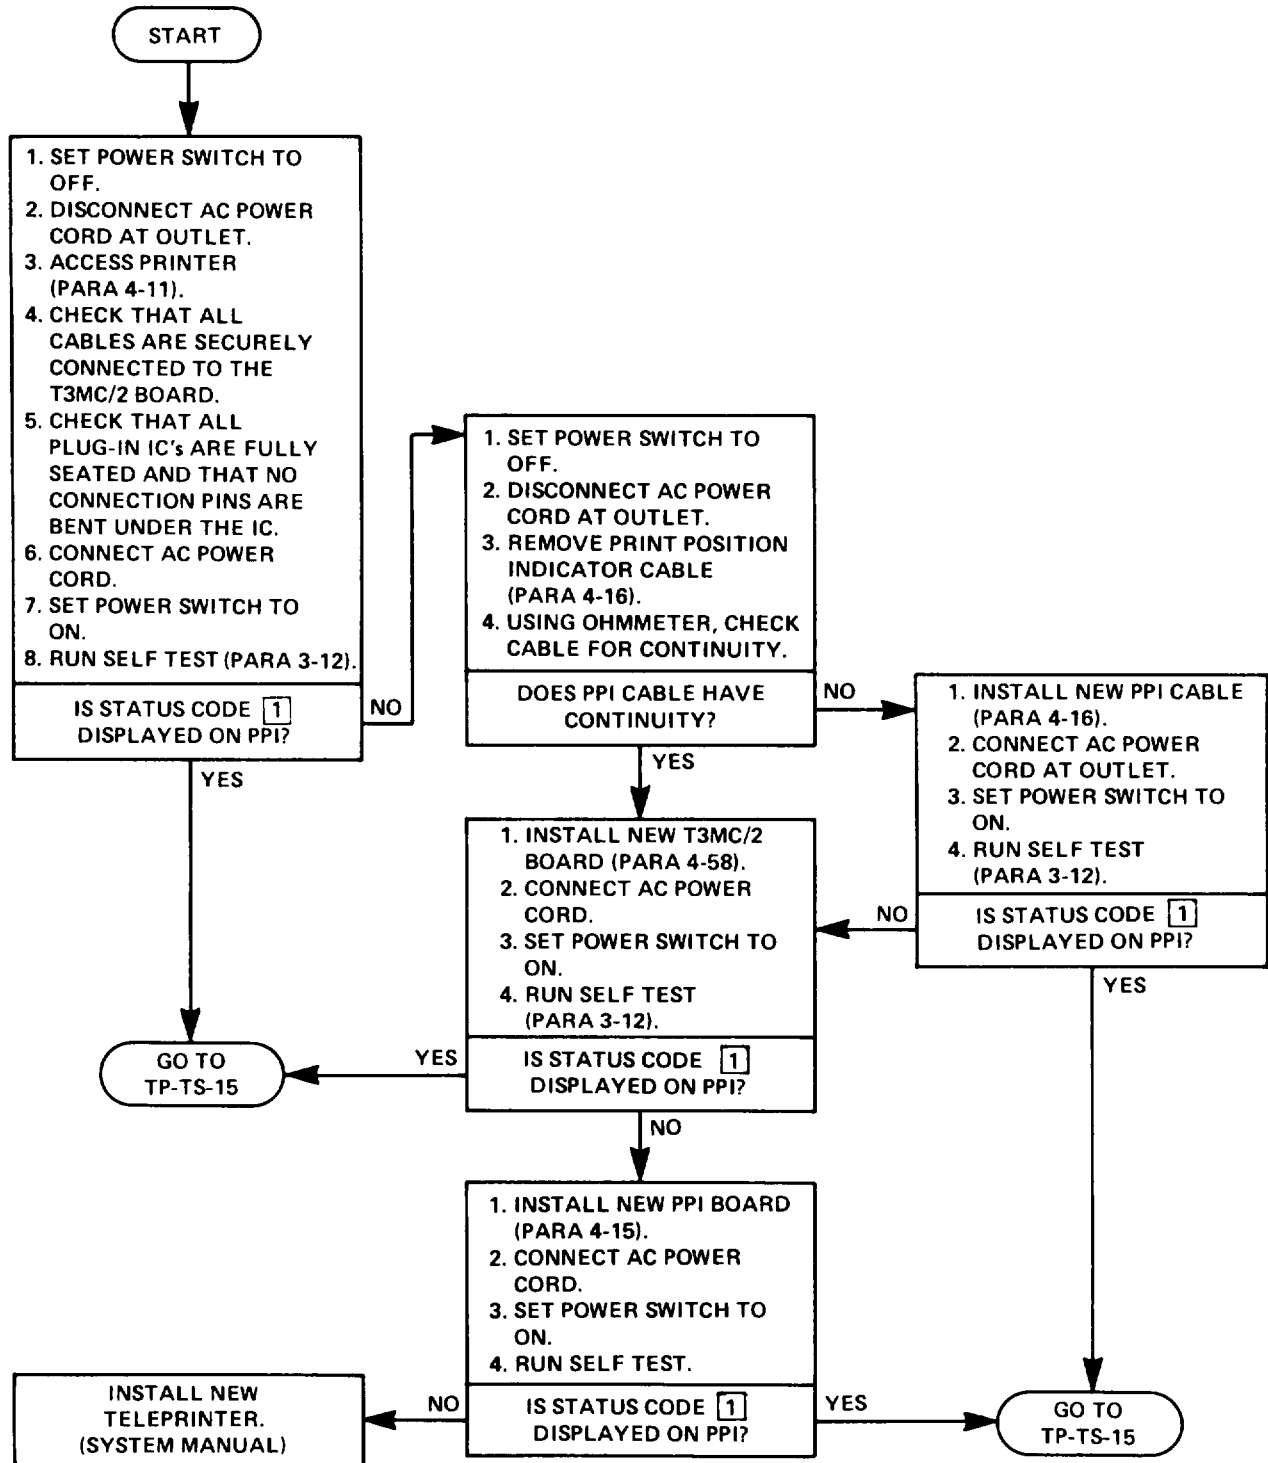 START
1. SET POWER SWITCH TO
OFF.
2. DISCONNECT AC POWER
CORD AT OUTLET.
3. ACCESS PRINTER
(PARA 4-11).
4. CHECK THAT ALL
CABLES ARE SECURELY
CONNECTED TO THE
T3MC/2 BOARD.
5. CHECK THAT ALL
PLUG-IN IC's ARE FULLY
SEATED AND THAT NO
CONNECTION PINS ARE
BENT UNDER THE IC.
6. CONNECT AC POWER
CORD.
7. SET POWER SWITCH TO
ON.
8. RUN SELF TEST (PARA 3-12).
IS STATUS CODE 1
DISPLAYED ON PPI?
NO
YES
1. SET POWER SWITCH TO
OFF.
2. DISCONNECT AC POWER
CORD AT OUTLET.
3. REMOVE PRINT POSITION
INDICATOR CABLE
(PARA 4-16).
4. USING OHMMETER, CHECK
CABLE FOR CONTINUITY.
DOES PPI CABLE HAVE
CONTINUITY?
NO
YES
1. INSTALL NEW PPI CABLE
(PARA 4-16).
2. CONNECT AC POWER
CORD AT OUTLET.
3. SET POWER SWITCH TO
ON.
4. RUN SELF TEST
(PARA 3-12).
IS STATUS CODE 1
DISPLAYED ON PPI?
NO
YES
1. INSTALL NEW T3MC/2
BOARD (PARA 4-58).
2. CONNECT AC POWER
CORD.
3. SET POWER SWITCH TO
ON.
4. RUN SELF TEST
(PARA 3-12).
IS STATUS CODE 1
DISPLAYED ON PPI?
YES
NO
GO TO
TP-TS-15
1. INSTALL NEW PPI BOARD
(PARA 4-15).
2. CONNECT AC POWER
CORD.
3. SET POWER SWITCH TO
ON.
4. RUN SELF TEST.
IS STATUS CODE 1
DISPLAYED ON PPI?
NO
YES
INSTALL NEW
TELEPRINTER.
(SYSTEM MANUAL)
GO TO
TP-TS-15